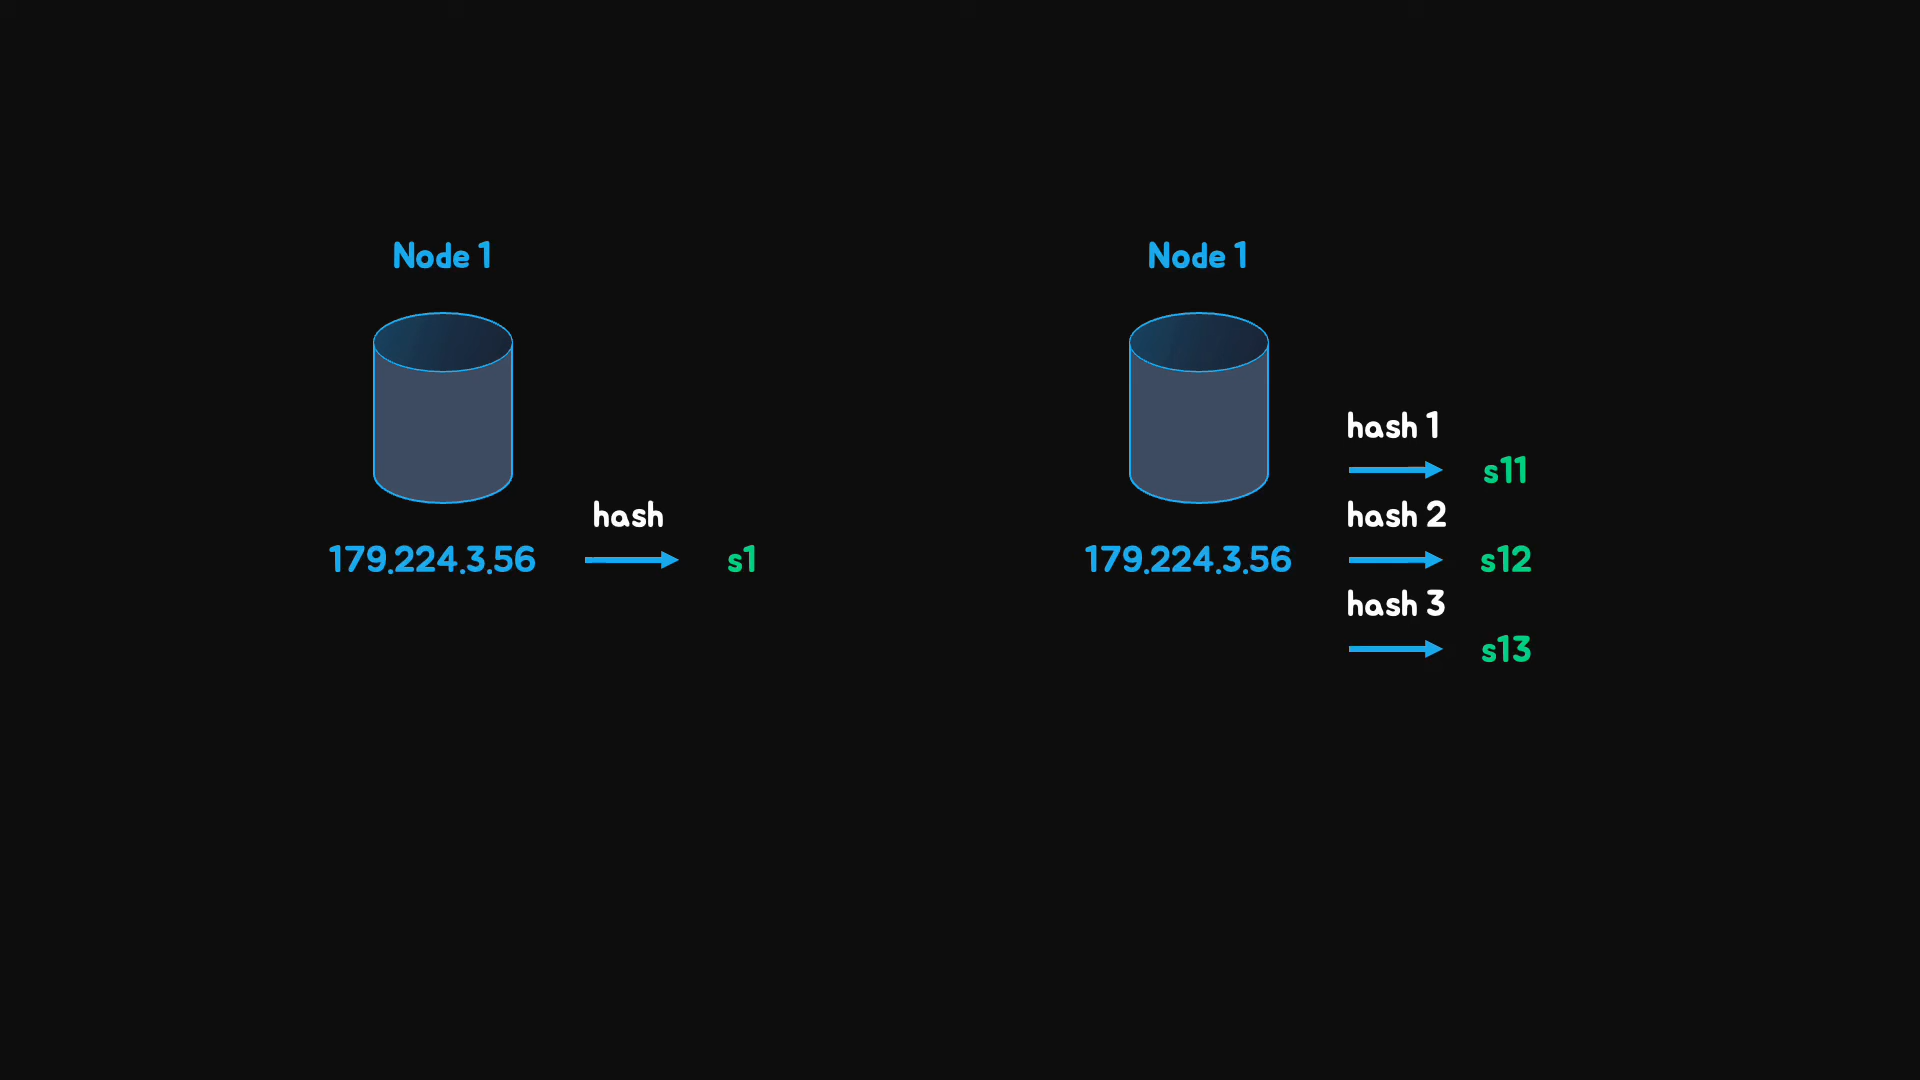 Node 1
hash
179.224.3.56
s1
Node 1
hash 1
s11
hash 2
179.224.3.56
s12
hash 3
s13